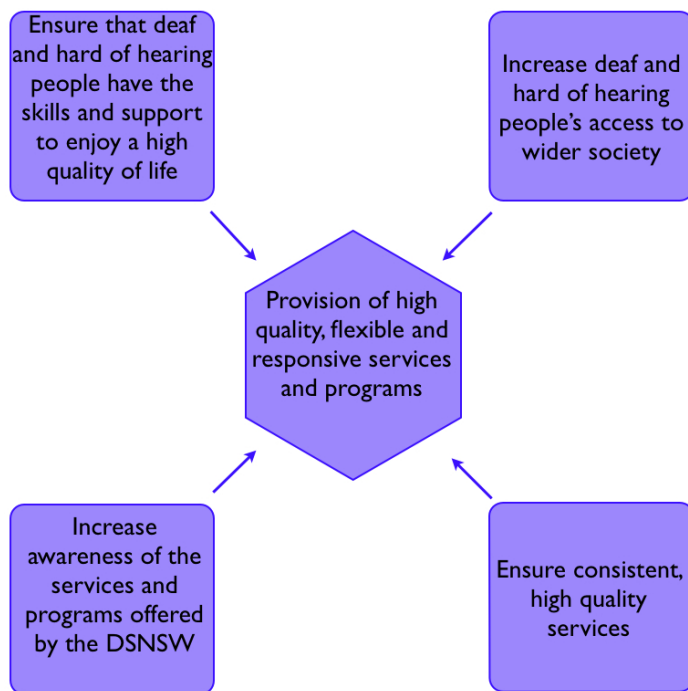 Ensure that deaf
and hard of hearing
people have the
skills and support
to enjoy a high
quality of life
Increase deaf and
hard of hearing
people's access to
wider society
Provision of high
quality, flexible and
responsive services
and programs
Increase
awareness of the
services and
programs offered
by the DSNSW
Ensure consistent,
high quality
services